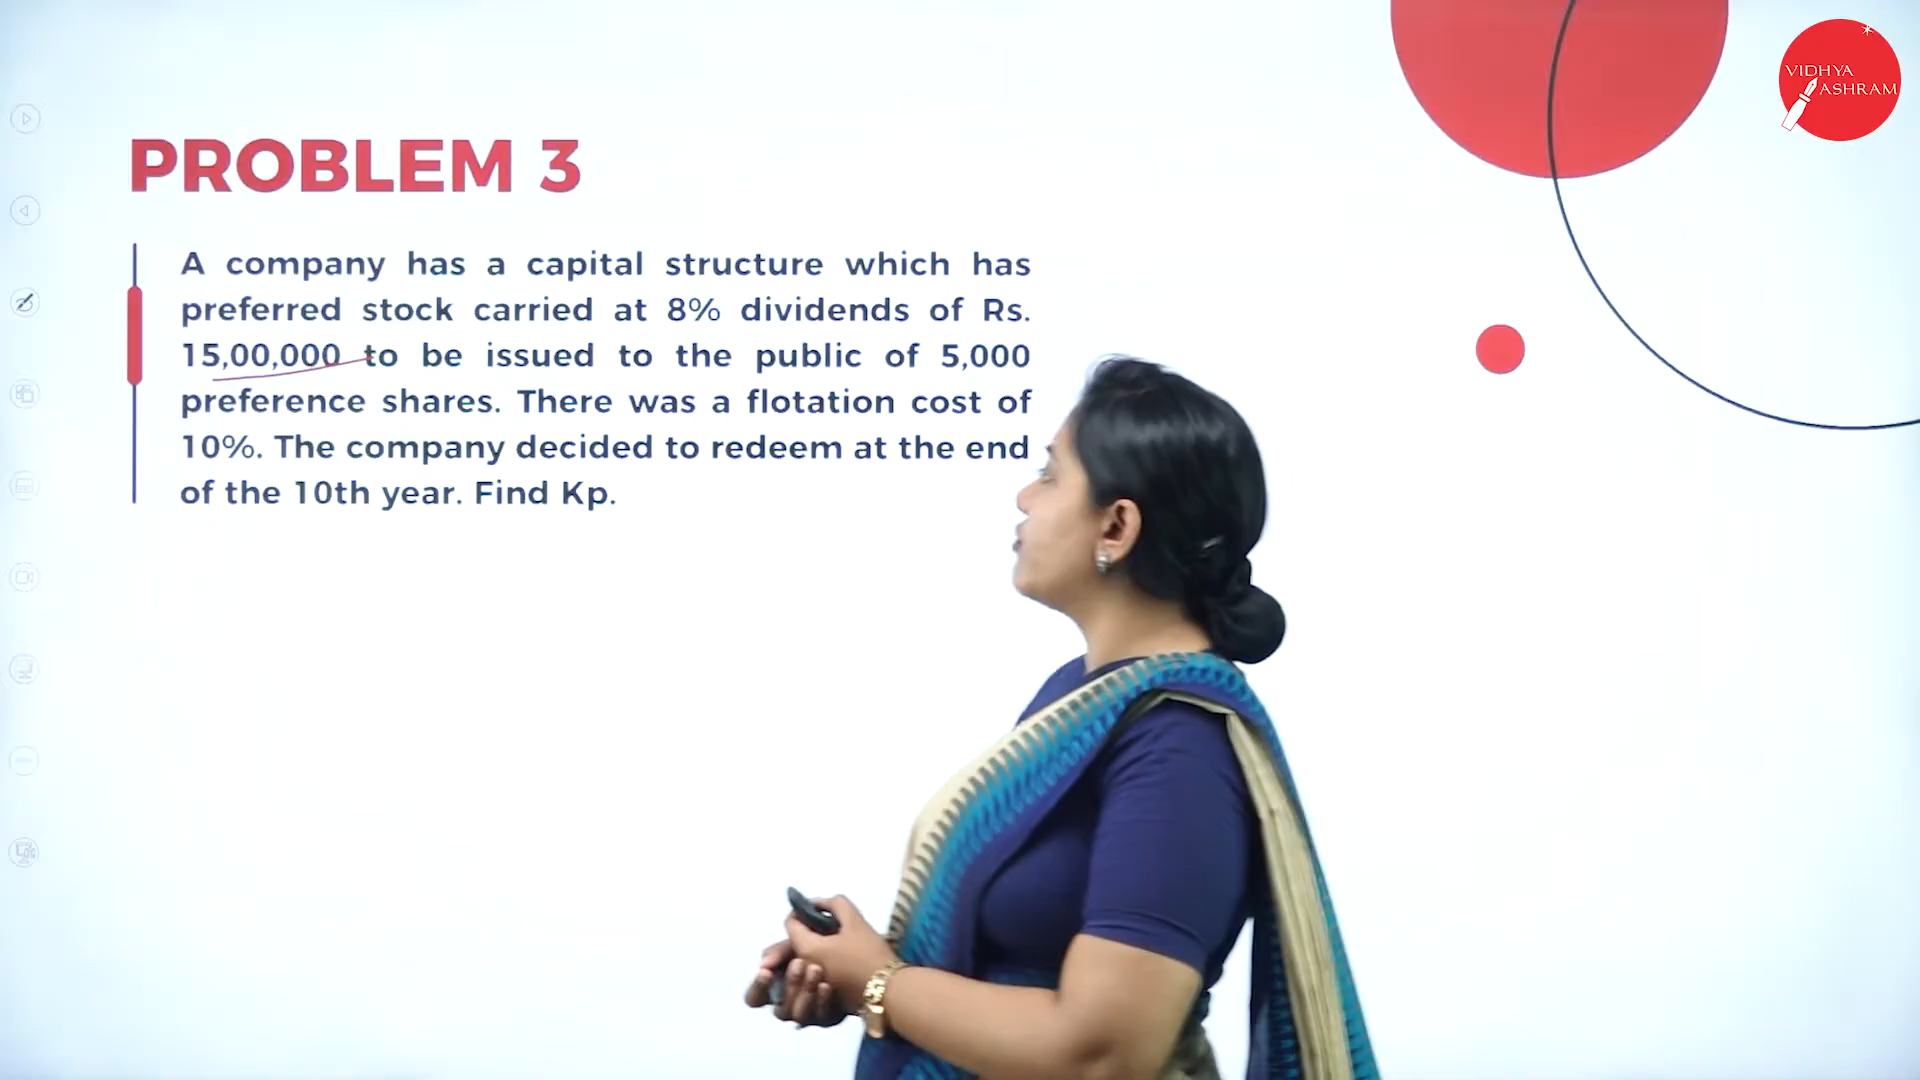 VIDHYA
ASHRAM
PROBLEM 3
A company has a capital structure which has
preferred stock carried at 8% dividends of Rs.
15,00,000 to be issued to the public of 5,000
preference shares. There was a flotation cost of
10%. The company decided to redeem at the end
of the 10th year. Find Kp.